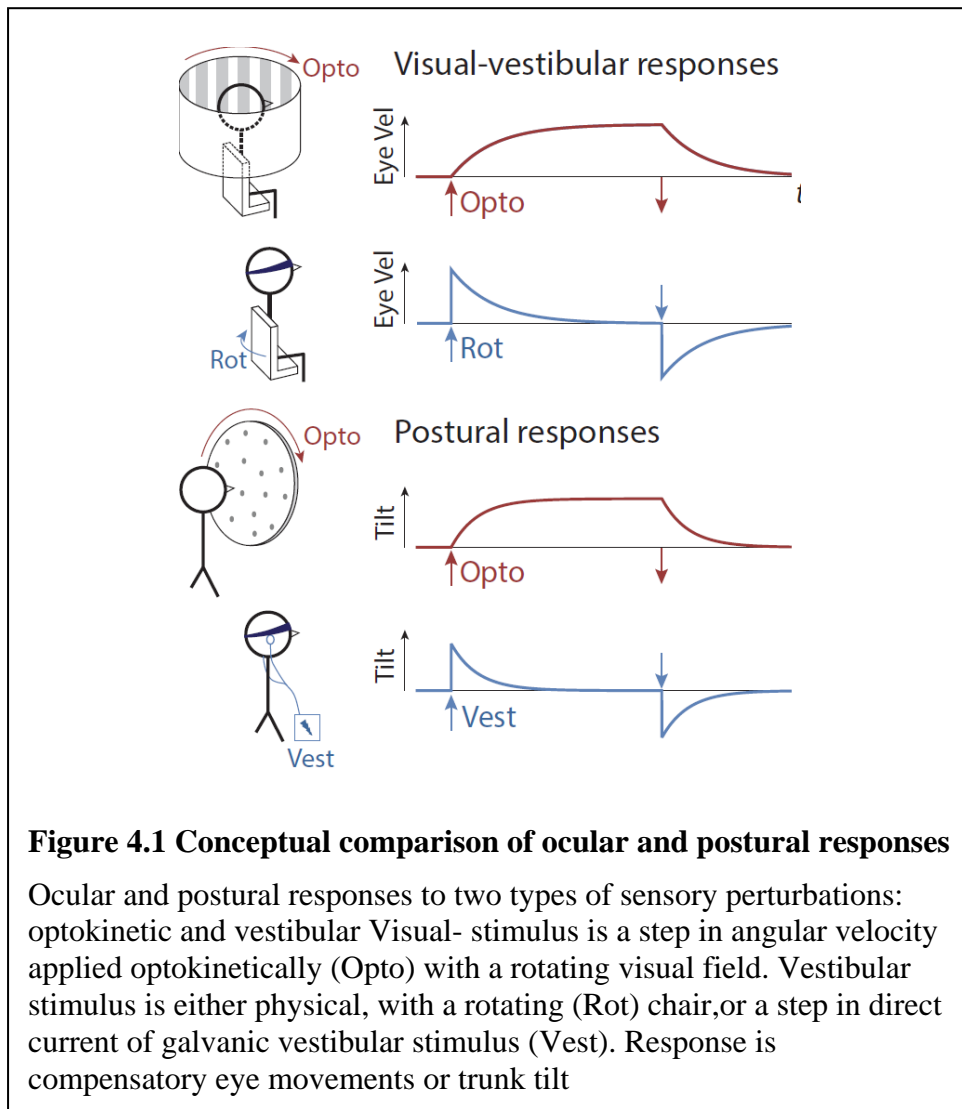 Opto
Visual-vestibular responses
Eye Vel
Opto
t
Eye Vel
Rot
Rot
Opto
Postural responses
Tilt
Opto
Tilt
Vest
Vest
Figure 4.1 Conceptual comparison of ocular and postural responses
Ocular and postural responses to two types of sensory perturbations:
optokinetic and vestibular Visual- stimulus is a step in angular velocity
applied optokinetically (Opto) with a rotating visual field. Vestibular
stimulus is either physical, with a rotating (Rot) chair,or a step in direct
current of galvanic vestibular stimulus (Vest). Response is
compensatory eye movements or trunk tilt